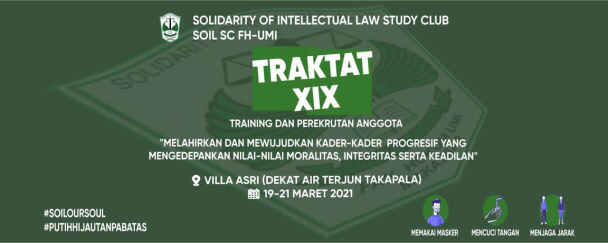 SOLIDARITY OF INTELLECTUAL LAW STUDY CLUB
SOIL SC FH-UMI
TRAKTAT
XIX
TRAINING DAN PEREKRUTAN ANGGOTA
"MELAHIRKAN DAN MEWUJUDKAN KADER-KADER PROGRESIF YANG
MENGEDEPANKAN NILAI-NILAI MORALITAS, INTEGRITAS SERTA KEADILAN"
VILLA ASRI (DEKAT AIR TERJUN TAKAPALA)
19-21 MARET 2021
#SOILOURSOUL
#PUTIHHIJAUTANPABATAS
MEMAKAI MASKER
MENCUCI TANGAN
MENJAGA JARAK